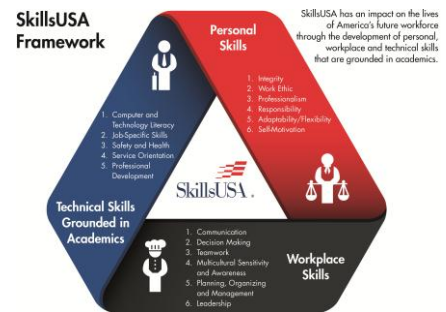 SkillsUSA
Framework
SkillsUSA has an impact on the lives
of America's future workforce
through the development of personal,
workplace and technical skills
that are grounded in academics.
Personal
Skills
1. Integrity
2. Work Ethic
3. Professionalism
4. Responsibility
5. Adaptability/Flexibility
6. Self-Motivation
1. Computer and
Technology Literacy
2. Job-Specific Skills
3. Safety and Health
4. Service Orientation
5. Professional
Development
SkillsUSA
Technical Skills
Grounded in
Academics
1. Communication
2. Decision Making
3. Teamwork
4. Multicultural Sensitivity
and Awareness
5. Planning, Organizing
and Management
6. Leadership
Workplace
Skills